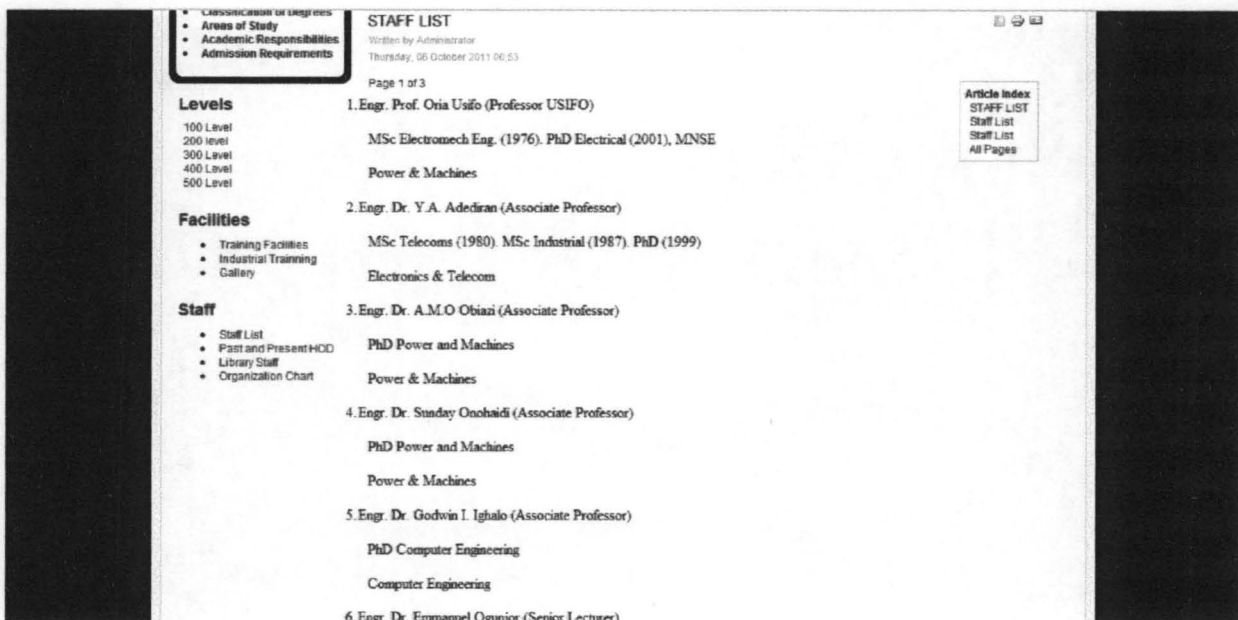 Classification of Degrees
Areas of Study
Academic Responsibilities
Admission Requirements
Levels
100 Level
200 level
300 Level
400 Level
500 Level
Facilities
Training Facilities
Industrial Trainning
Gallery
Staff
Staff List
Past and Present HOD
Library Staff
Organization Chart
STAFF LIST
Written by Administrator
Thursday, 06 October 2011 00:53
Page 1 of 3
1. Engr. Prof. Oria Usifo (Professor USIFO)
MSc Electromech Eng. (1976). PhD Electrical (2001), MNSE
Power & Machines
2. Engr. Dr. Y.A. Adediran (Associate Professor)
MSc Telecoms (1980). MSc Industrial (1987). PhD (1999)
Electronics & Telecom
3. Engr. Dr. A.M.O Obiazi (Associate Professor)
PhD Power and Machines
Power & Machines
4. Engr. Dr. Sunday Onohaidi (Associate Professor)
PhD Power and Machines
Power & Machines
5. Engr. Dr. Godwin I. Ighalo (Associate Professor)
PhD Computer Engineering
Computer Engineering
6. Engr. Dr. Emmanuel Ogunjor (Senior Lecturer)
Article Index
STAFF LIST
Staff List
Staff List
All Pages